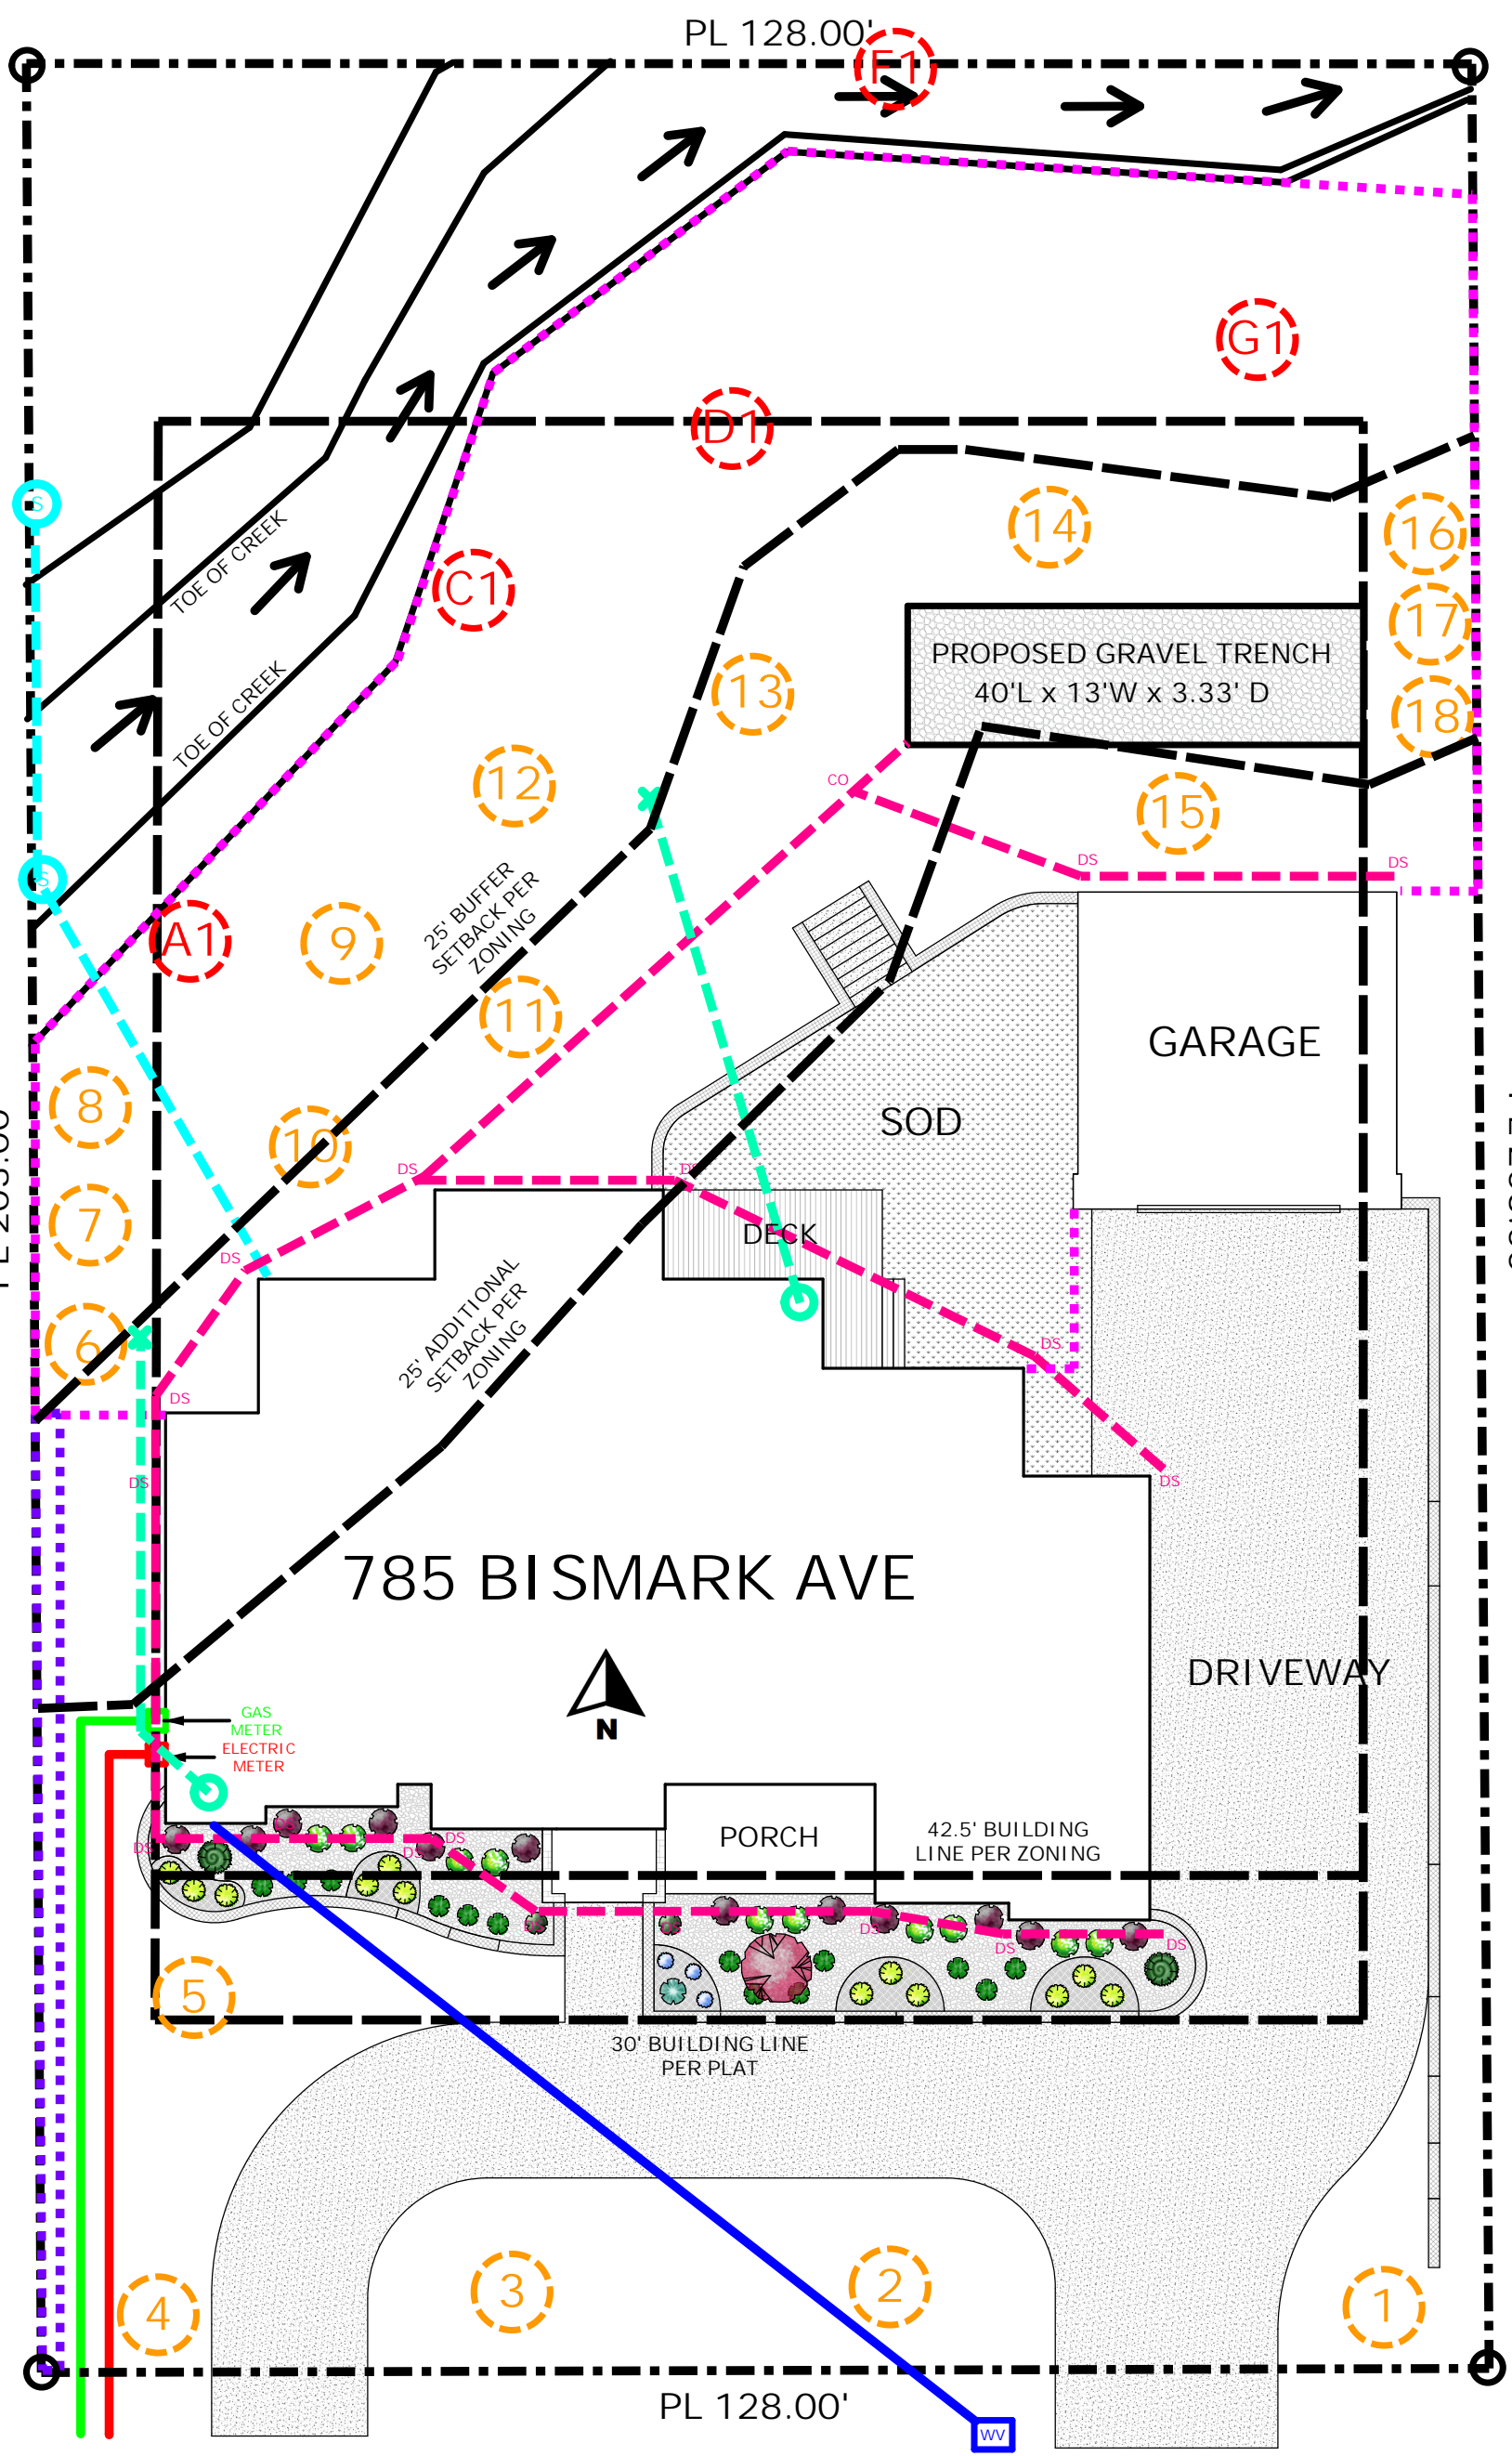 PL 128.00'
F1
G1
D1
S
14
16
TOE OF CREEK
C1
17
PROPOSED GRAVEL TRENCH
40'L x 13'W x 3.33' D
13
18
TOE OF CREEK
12
CO
15
DS
DS
S
25' BUFFER
SETBACK PER
ZONING
A1
9
11
GARAGE
8
SOD
10
DS
DS
7
DECK
DS
25' ADDITIONAL
SETBACK PER
ZONING
6
DS
DS
DS
DS
785 BISMARK AVE
DRIVEWAY
N
GAS
METER
ELECTRIC
METER
PORCH
42.5' BUILDING
LINE PER ZONING
DS
DS
DS
DS
DS
DS
DS
DS
5
30' BUILDING LINE
PER PLAT
4
3
2
1
PL 128.00'
WV